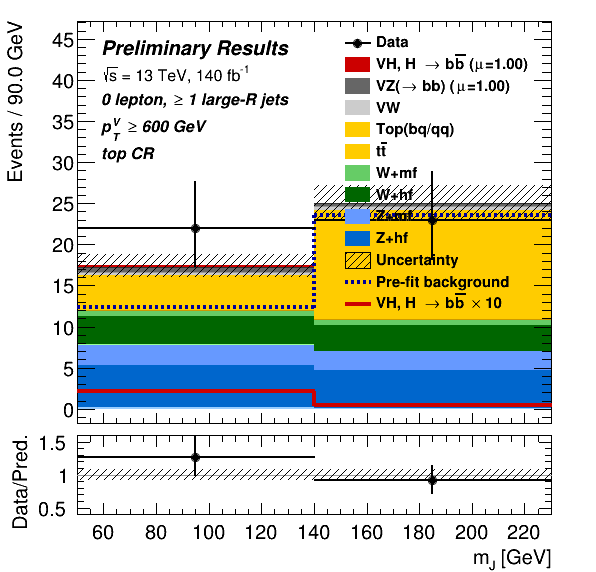 Events / 90.0 GeV
45
40
35
30
25
20
15
10
5
0
Preliminary Results
√s = 13 TeV, 140 fb⁻¹
0 lepton, ≥ 1 large-R jets
p_T^V ≥ 600 GeV
top CR
Data
VH, H → bb̅ (μ=1.00)
VZ(→ bb) (μ=1.00)
VW
Top(bq/qq)
tt̅
W+mf
W+hf
Z+mf
Z+hf
Uncertainty
Pre-fit background
VH, H → bb̅ × 10
Data/Pred.
1.5
1
0.5
60 80 100 120 140 160 180 200 220
m_J [GeV]